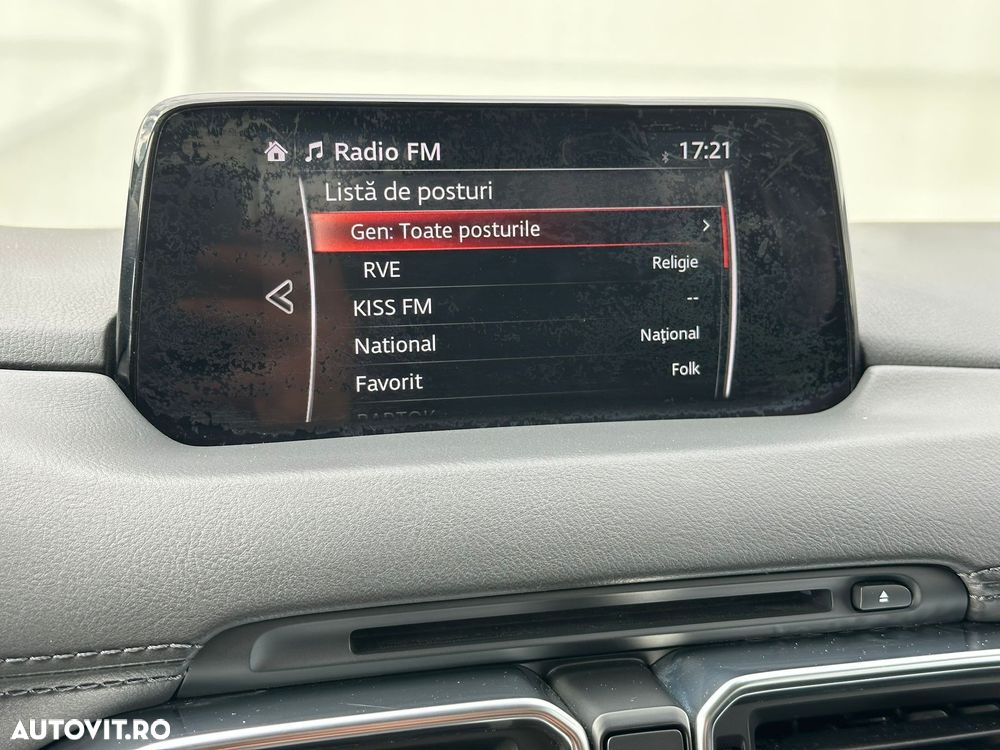 Radio FM 17:21
Listă de posturi
Gen: Toate posturile
RVE Religie
KISS FM --
National Naţional
Favorit Folk
BARTOK
AUTOVIT.RO